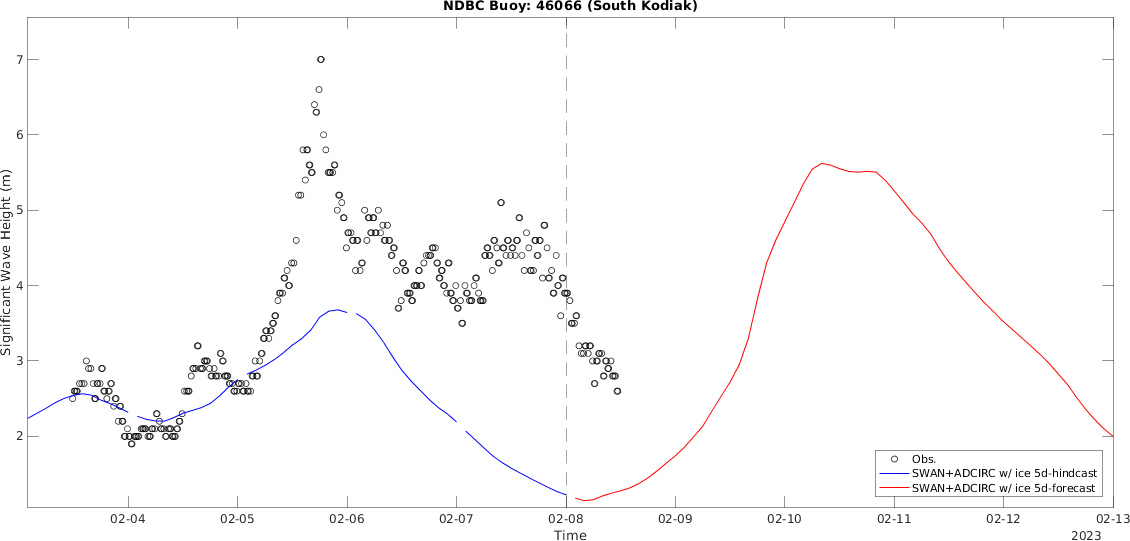 NDBC Buoy: 46066 (South Kodiak)
Significant Wave Height (m)
7
6
5
4
3
2
Obs.
SWAN+ADCIRC w/ ice 5d-hindcast
SWAN+ADCIRC w/ ice 5d-forecast
02-04 02-05 02-06 02-07 02-08 02-09 02-10 02-11 02-12 02-13
Time
2023